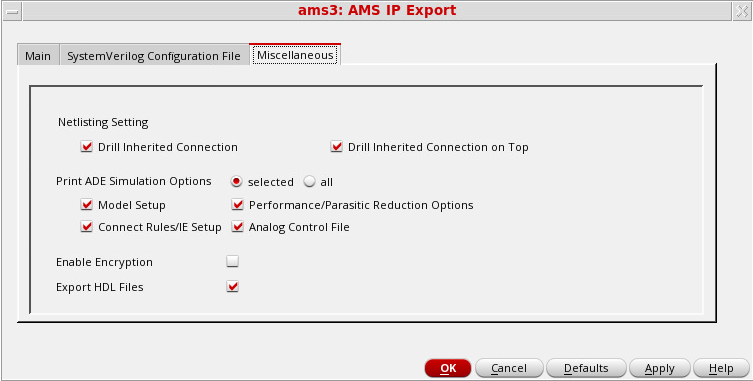 ams3: AMS IP Export
Main SystemVerilog Configuration File Miscellaneous
Netlisting Setting
Drill Inherited Connection Drill Inherited Connection on Top
Print ADE Simulation Options selected all
Model Setup Performance/Parasitic Reduction Options
Connect Rules/IE Setup Analog Control File
Enable Encryption
Export HDL Files
OK Cancel Defaults Apply Help